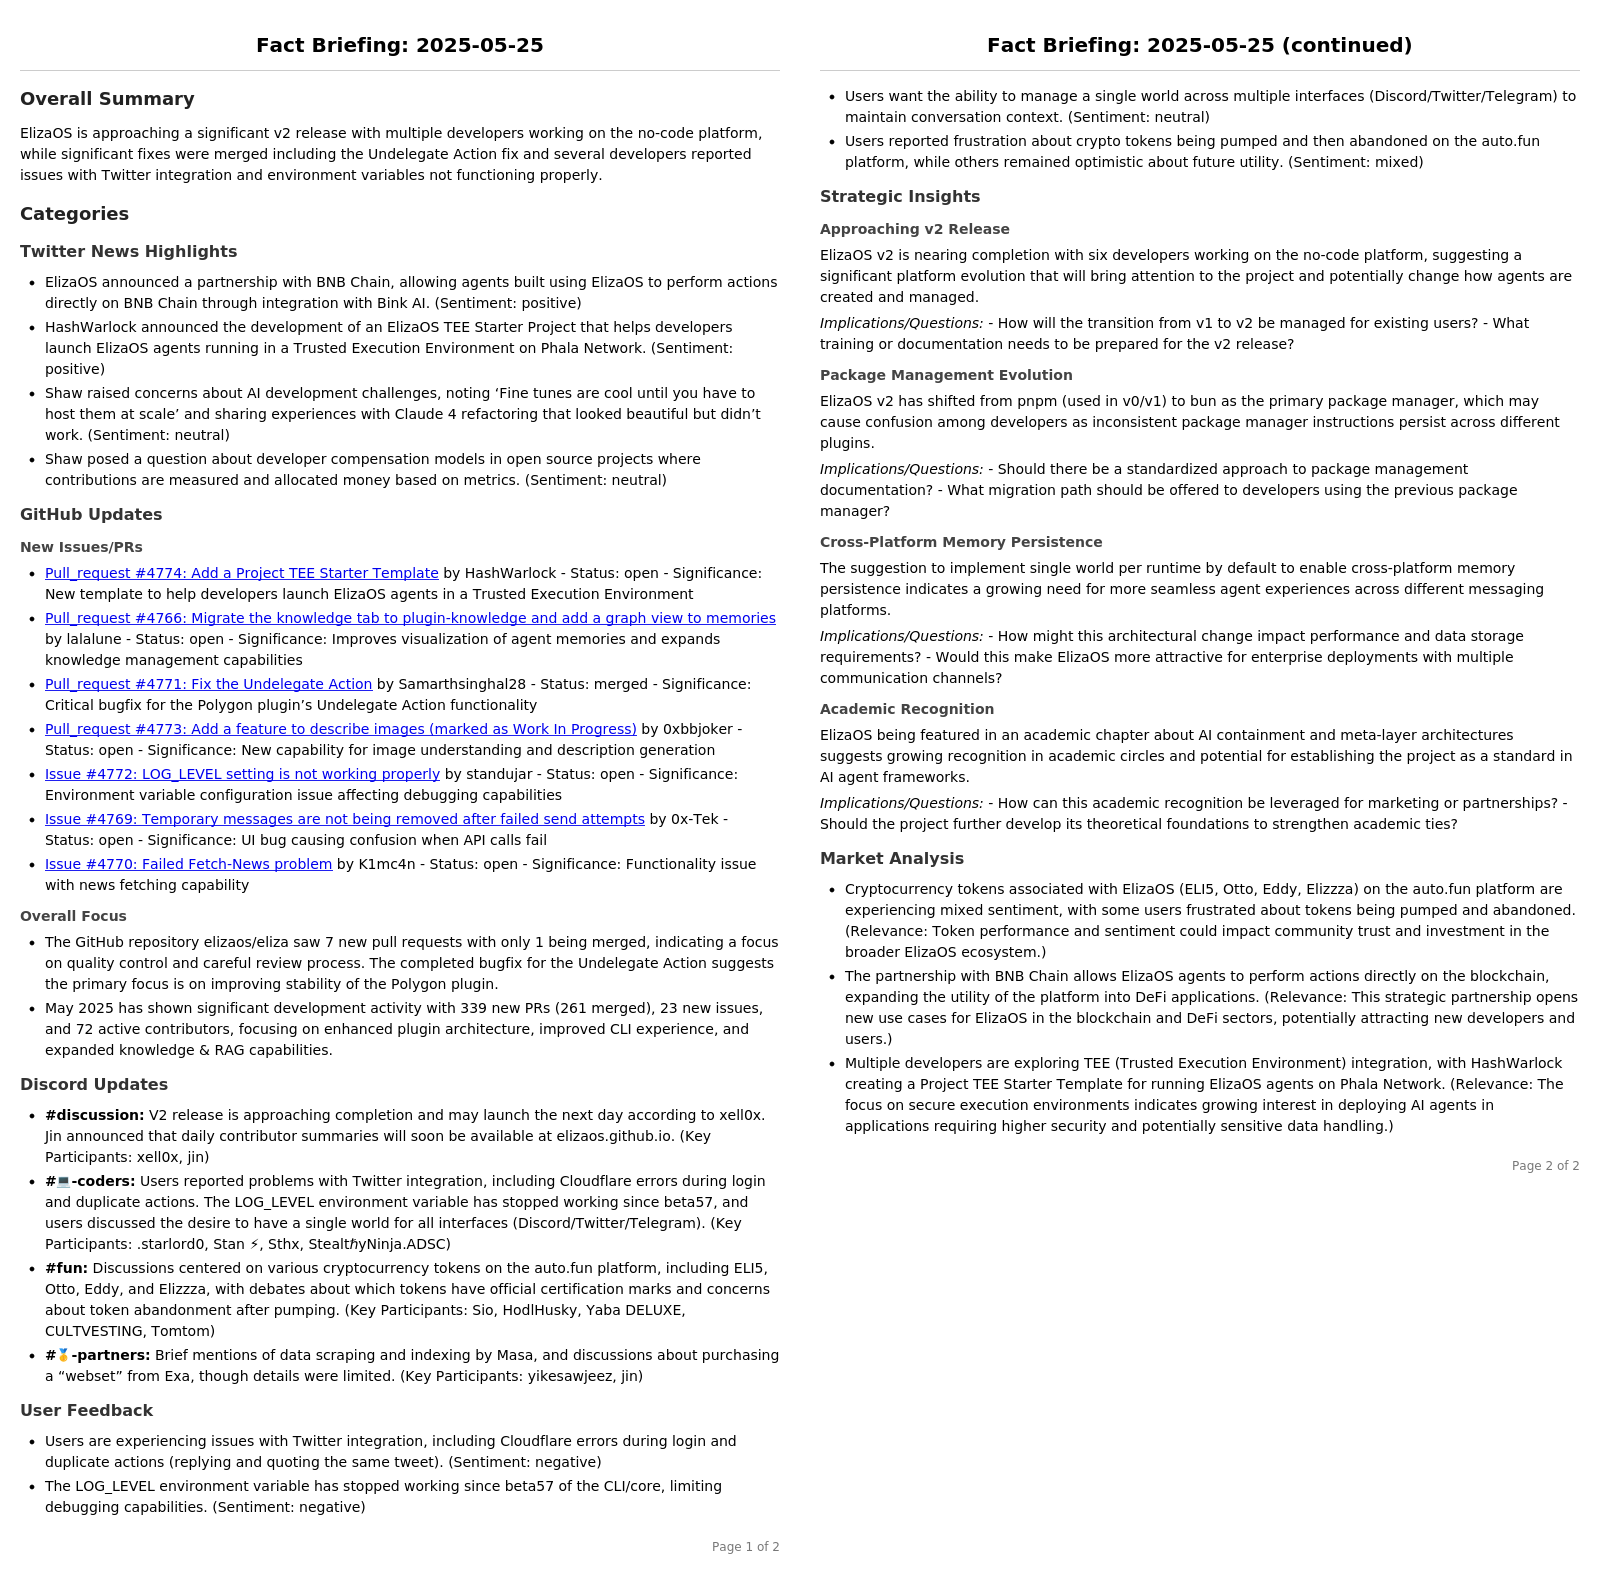 Fact Briefing: 2025-05-25
Overall Summary
ElizaOS is approaching a significant v2 release with multiple developers working on the no-code platform,
while significant fixes were merged including the Undelegate Action fix and several developers reported
issues with Twitter integration and environment variables not functioning properly.
Categories
Twitter News Highlights
• ElizaOS announced a partnership with BNB Chain, allowing agents built using ElizaOS to perform actions
directly on BNB Chain through integration with Bink AI. (Sentiment: positive)
• HashWarlock announced the development of an ElizaOS TEE Starter Project that helps developers
launch ElizaOS agents running in a Trusted Execution Environment on Phala Network. (Sentiment:
positive)
• Shaw raised concerns about AI development challenges, noting ‘Fine tunes are cool until you have to
host them at scale’ and sharing experiences with Claude 4 refactoring that looked beautiful but didn’t
work. (Sentiment: neutral)
• Shaw posed a question about developer compensation models in open source projects where
contributions are measured and allocated money based on metrics. (Sentiment: neutral)
GitHub Updates
New Issues/PRs
• Pull_request #4774: Add a Project TEE Starter Template by HashWarlock - Status: open - Significance:
New template to help developers launch ElizaOS agents in a Trusted Execution Environment
• Pull_request #4766: Migrate the knowledge tab to plugin-knowledge and add a graph view to memories
by lalalune - Status: open - Significance: Improves visualization of agent memories and expands
knowledge management capabilities
• Pull_request #4771: Fix the Undelegate Action by Samarthsinghal28 - Status: merged - Significance:
Critical bugfix for the Polygon plugin’s Undelegate Action functionality
• Pull_request #4773: Add a feature to describe images (marked as Work In Progress) by 0xbbjoker -
Status: open - Significance: New capability for image understanding and description generation
• Issue #4772: LOG_LEVEL setting is not working properly by standujar - Status: open - Significance:
Environment variable configuration issue affecting debugging capabilities
• Issue #4769: Temporary messages are not being removed after failed send attempts by 0x-Tek -
Status: open - Significance: UI bug causing confusion when API calls fail
• Issue #4770: Failed Fetch-News problem by K1mc4n - Status: open - Significance: Functionality issue
with news fetching capability
Overall Focus
• The GitHub repository elizaos/eliza saw 7 new pull requests with only 1 being merged, indicating a focus
on quality control and careful review process. The completed bugfix for the Undelegate Action suggests
the primary focus is on improving stability of the Polygon plugin.
• May 2025 has shown significant development activity with 339 new PRs (261 merged), 23 new issues,
and 72 active contributors, focusing on enhanced plugin architecture, improved CLI experience, and
expanded knowledge & RAG capabilities.
Discord Updates
• #discussion: V2 release is approaching completion and may launch the next day according to xell0x.
Jin announced that daily contributor summaries will soon be available at elizaos.github.io. (Key
Participants: xell0x, jin)
• #💻-coders: Users reported problems with Twitter integration, including Cloudflare errors during login
and duplicate actions. The LOG_LEVEL environment variable has stopped working since beta57, and
users discussed the desire to have a single world for all interfaces (Discord/Twitter/Telegram). (Key
Participants: .starlord0, Stan ⚡, Sthx, StealtℏyNinja.ADSC)
• #fun: Discussions centered on various cryptocurrency tokens on the auto.fun platform, including ELI5,
Otto, Eddy, and Elizzza, with debates about which tokens have official certification marks and concerns
about token abandonment after pumping. (Key Participants: Sio, HodlHusky, Yaba DELUXE,
CULTVESTING, Tomtom)
• #🥇-partners: Brief mentions of data scraping and indexing by Masa, and discussions about purchasing
a “webset” from Exa, though details were limited. (Key Participants: yikesawjeez, jin)
User Feedback
• Users are experiencing issues with Twitter integration, including Cloudflare errors during login and
duplicate actions (replying and quoting the same tweet). (Sentiment: negative)
• The LOG_LEVEL environment variable has stopped working since beta57 of the CLI/core, limiting
debugging capabilities. (Sentiment: negative)
Page 1 of 2
Fact Briefing: 2025-05-25 (continued)
• Users want the ability to manage a single world across multiple interfaces (Discord/Twitter/Telegram) to
maintain conversation context. (Sentiment: neutral)
• Users reported frustration about crypto tokens being pumped and then abandoned on the auto.fun
platform, while others remained optimistic about future utility. (Sentiment: mixed)
Strategic Insights
Approaching v2 Release
ElizaOS v2 is nearing completion with six developers working on the no-code platform, suggesting a
significant platform evolution that will bring attention to the project and potentially change how agents are
created and managed.
Implications/Questions: - How will the transition from v1 to v2 be managed for existing users? - What
training or documentation needs to be prepared for the v2 release?
Package Management Evolution
ElizaOS v2 has shifted from pnpm (used in v0/v1) to bun as the primary package manager, which may
cause confusion among developers as inconsistent package manager instructions persist across different
plugins.
Implications/Questions: - Should there be a standardized approach to package management
documentation? - What migration path should be offered to developers using the previous package
manager?
Cross-Platform Memory Persistence
The suggestion to implement single world per runtime by default to enable cross-platform memory
persistence indicates a growing need for more seamless agent experiences across different messaging
platforms.
Implications/Questions: - How might this architectural change impact performance and data storage
requirements? - Would this make ElizaOS more attractive for enterprise deployments with multiple
communication channels?
Academic Recognition
ElizaOS being featured in an academic chapter about AI containment and meta-layer architectures
suggests growing recognition in academic circles and potential for establishing the project as a standard in
AI agent frameworks.
Implications/Questions: - How can this academic recognition be leveraged for marketing or partnerships? -
Should the project further develop its theoretical foundations to strengthen academic ties?
Market Analysis
• Cryptocurrency tokens associated with ElizaOS (ELI5, Otto, Eddy, Elizzza) on the auto.fun platform are
experiencing mixed sentiment, with some users frustrated about tokens being pumped and abandoned.
(Relevance: Token performance and sentiment could impact community trust and investment in the
broader ElizaOS ecosystem.)
• The partnership with BNB Chain allows ElizaOS agents to perform actions directly on the blockchain,
expanding the utility of the platform into DeFi applications. (Relevance: This strategic partnership opens
new use cases for ElizaOS in the blockchain and DeFi sectors, potentially attracting new developers and
users.)
• Multiple developers are exploring TEE (Trusted Execution Environment) integration, with HashWarlock
creating a Project TEE Starter Template for running ElizaOS agents on Phala Network. (Relevance: The
focus on secure execution environments indicates growing interest in deploying AI agents in
applications requiring higher security and potentially sensitive data handling.)
Page 2 of 2